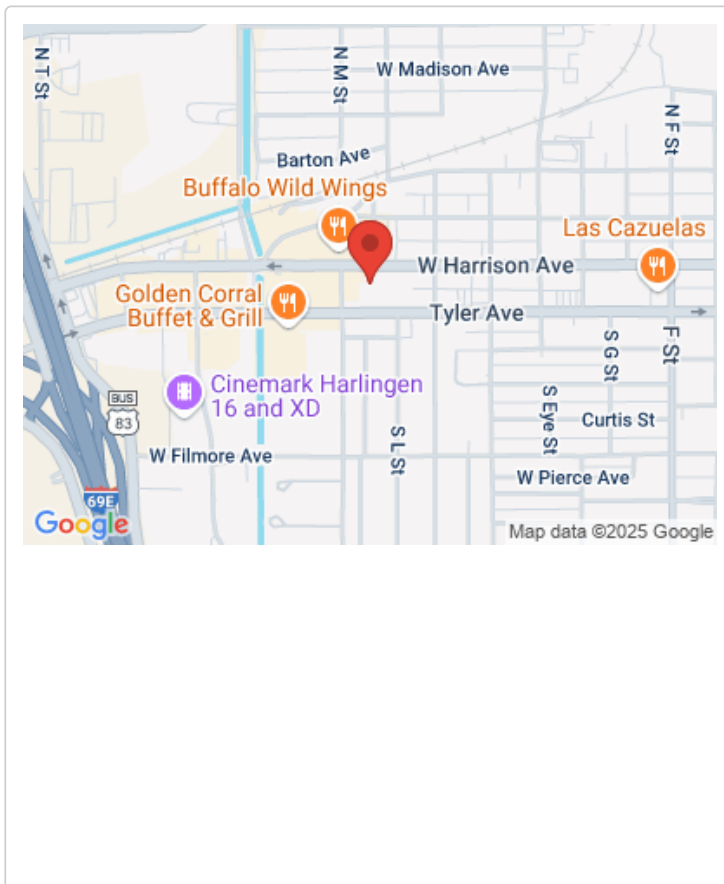 N T St
N M St
W Madison Ave
N F St
Barton Ave
Buffalo Wild Wings
Las Cazuelas
W Harrison Ave
Golden Corral
Buffet & Grill
Tyler Ave
S G St
F St
Cinemark Harlingen
16 and XD
BUS
83
S Eye St
Curtis St
S L St
W Filmore Ave
W Pierce Ave
69E
Google
Map data ©2025 Google